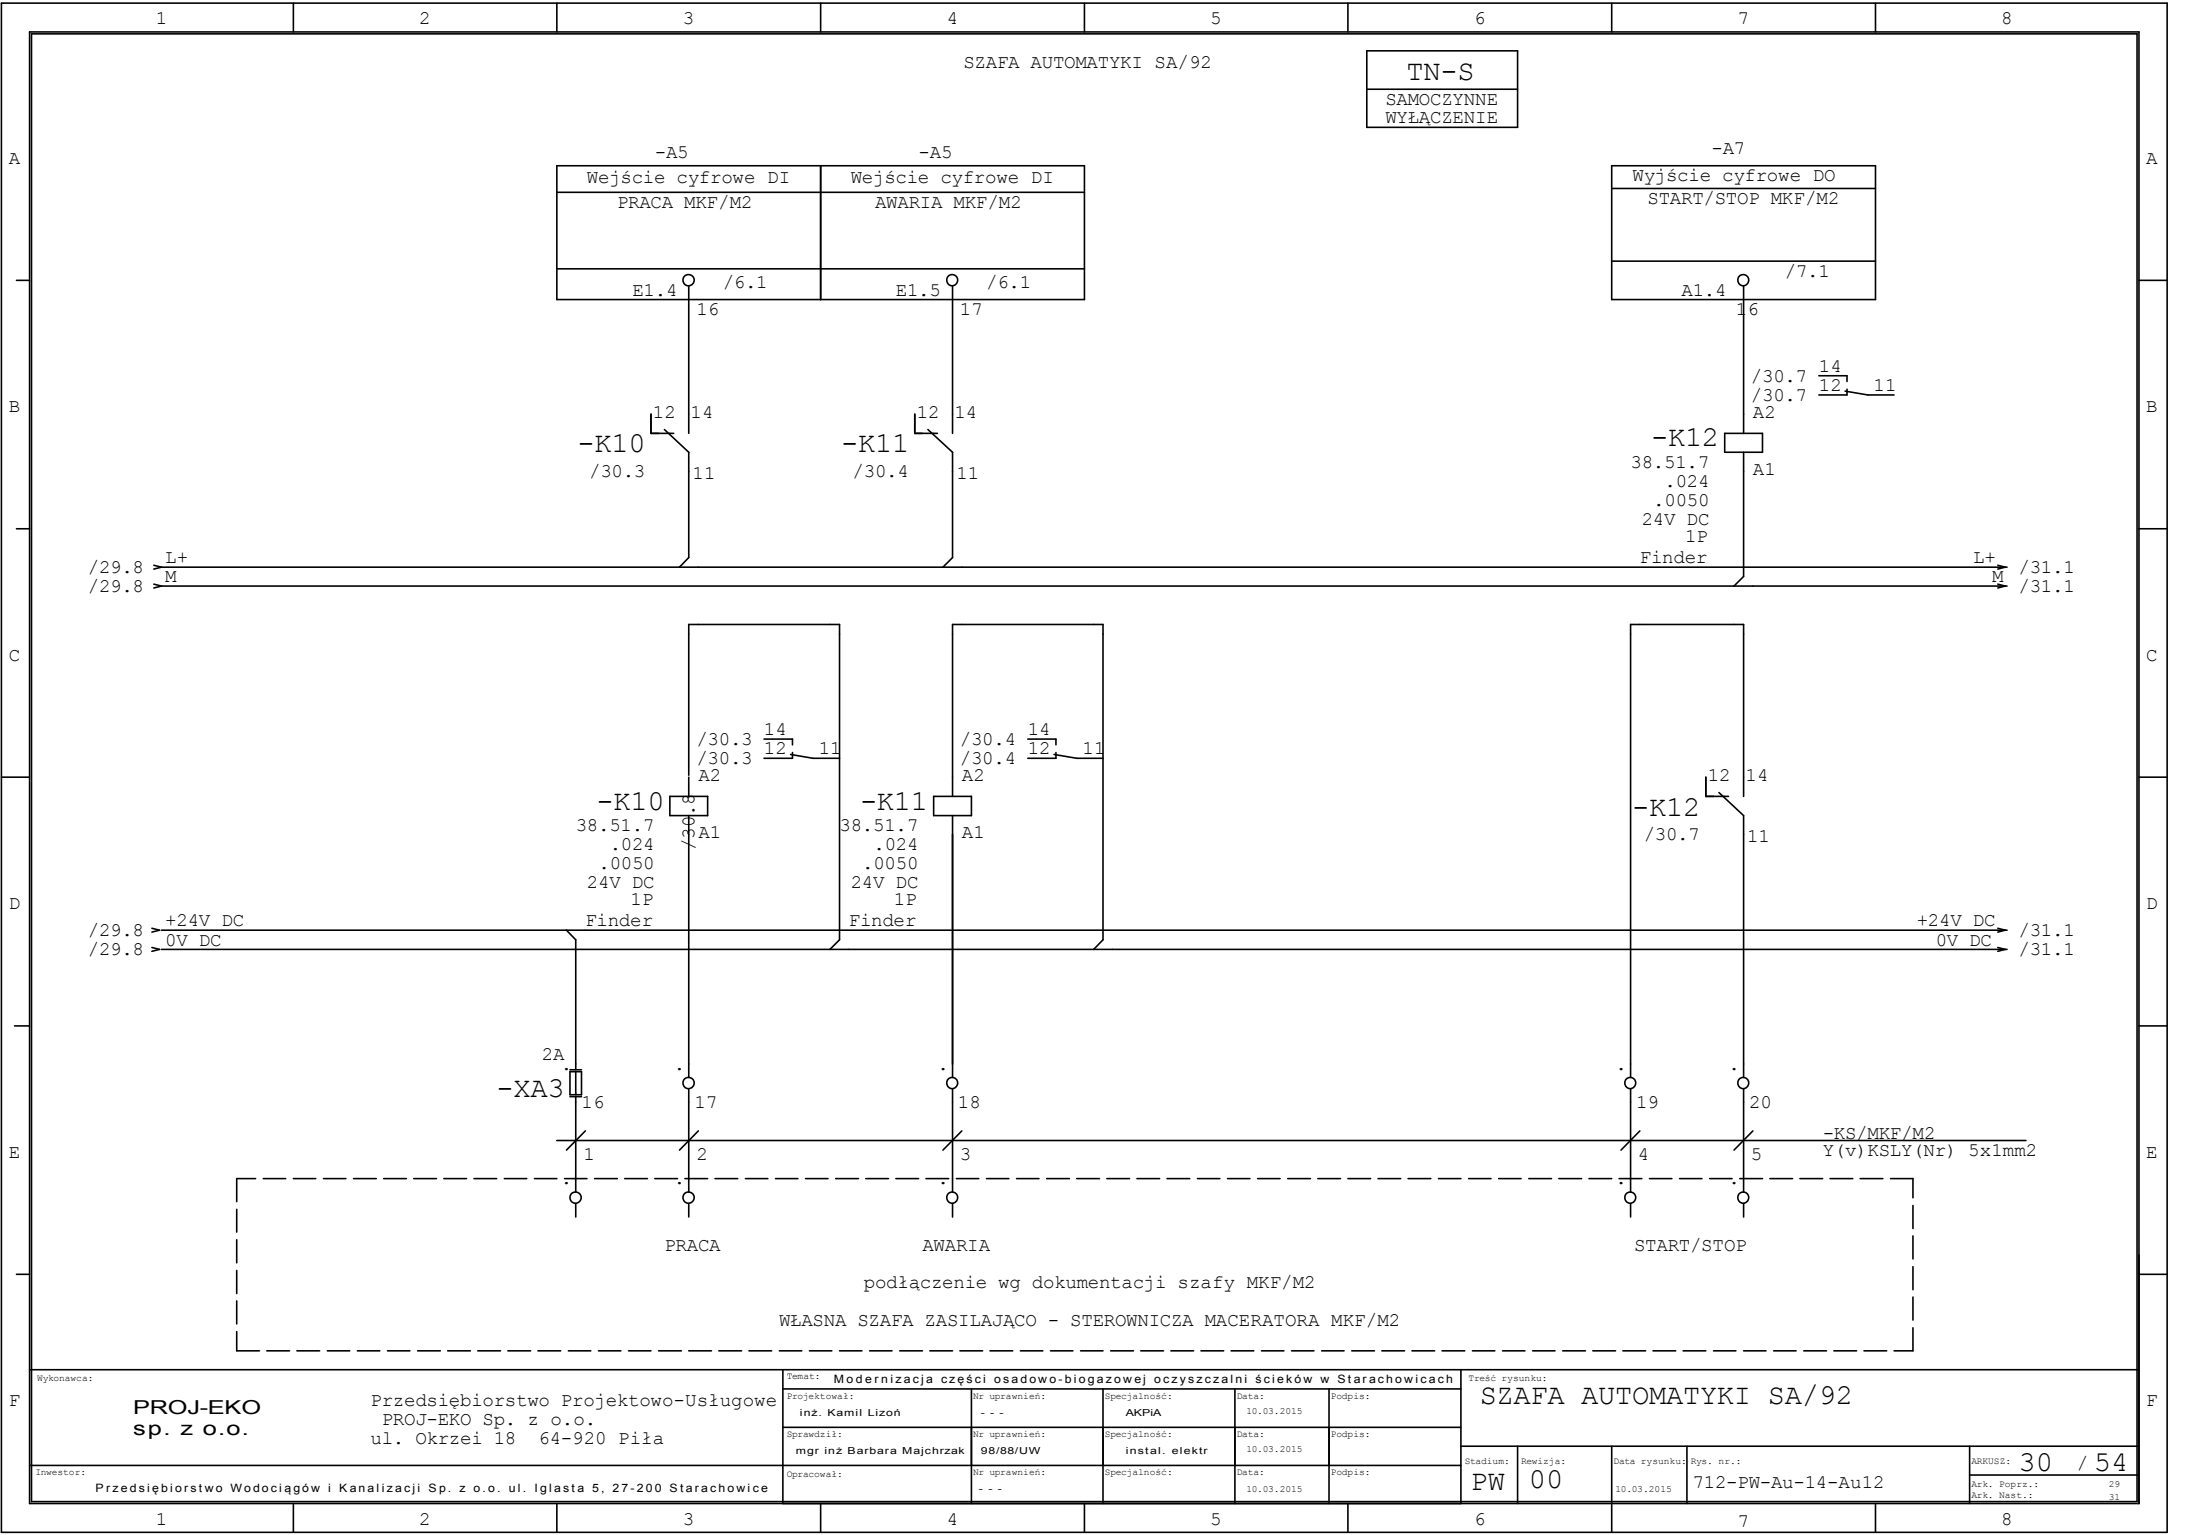 1 2 3 4 5 6 7 8
SZAFA AUTOMATYKI SA/92
TN-S
SAMOCZYNNE
WYŁĄCZENIE
A A
-A5 -A5 -A7
Wejście cyfrowe DI Wejście cyfrowe DI Wyjście cyfrowe DO
PRACA MKF/M2 AWARIA MKF/M2 START/STOP MKF/M2
E1.4 /6.1 E1.5 /6.1 A1.4 /7.1
16 17 16
/30.7 14
/30.7 12 11
B B
12 14 12 14 A2
-K10 -K11 -K12
/30.3 11 /30.4 11 38.51.7 A1
.024
.0050
24V DC
1P
Finder
/29.8 L+ L+ /31.1
/29.8 M M /31.1
C C
/30.3 14 /30.4 14
/30.3 12 11 /30.4 12 11
A2 A2 12 14
-K10 /30.8 -K11 -K12
38.51.7 A1 38.51.7 A1 /30.7 11
.024 .024
.0050 .0050
24V DC 24V DC
1P 1P
Finder Finder
D D
/29.8 +24V DC +24V DC /31.1
/29.8 0V DC 0V DC /31.1
2A
-XA3 16 17 18 19 20
-KS/MKF/M2
E 1 2 3 4 5 Y(v)KSLY(Nr) 5x1mm2 E
PRACA AWARIA START/STOP
podłączenie wg dokumentacji szafy MKF/M2
WŁASNA SZAFA ZASILAJĄCO - STEROWNICZA MACERATORA MKF/M2
F F
Wykonawca:
PROJ-EKO
sp. z o.o.
Przedsiębiorstwo Projektowo-Usługowe
PROJ-EKO Sp. z o.o.
ul. Okrzei 18 64-920 Piła
Inwestor:
Przedsiębiorstwo Wodociągów i Kanalizacji Sp. z o.o. ul. Iglasta 5, 27-200 Starachowice
Temat: Modernizacja części osadowo-biogazowej oczyszczalni ścieków w Starachowicach
Projektował: Nr uprawnień: Specjalność: Data: Podpis:
inż. Kamil Lizoń --- AKPiA 10.03.2015
Sprawdził: Nr uprawnień: Specjalność: Data: Podpis:
mgr inż Barbara Majchrzak 98/88/UW instal. elektr 10.03.2015
Opracował: Nr uprawnień: Specjalność: Data: Podpis:
--- 10.03.2015
Treść rysunku:
SZAFA AUTOMATYKI SA/92
Stadium: Rewizja: Data rysunku: Rys. nr.: ARKUSZ: 30 / 54
PW 00 10.03.2015 712-PW-Au-14-Au12
Ark. Poprz.: 29
Ark. Nast.: 31
1 2 3 4 5 6 7 8